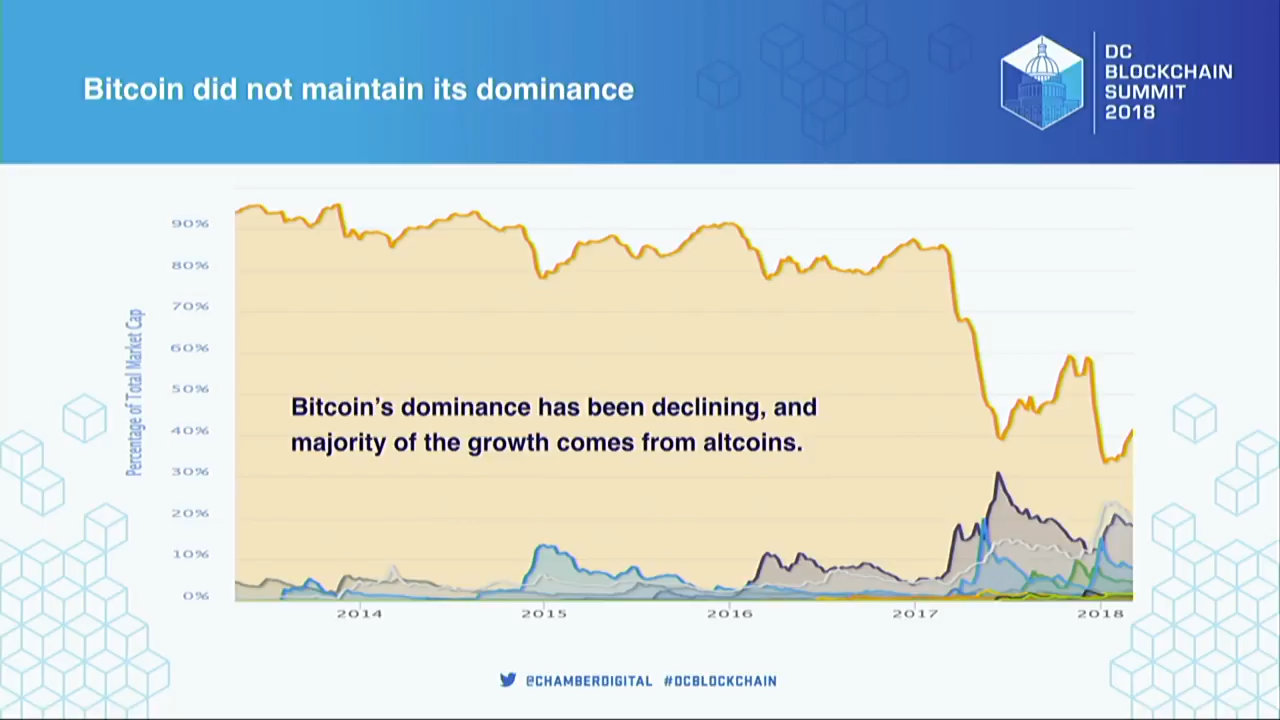 Bitcoin did not maintain its dominance
DC
BLOCKCHAIN
SUMMIT
2018
Percentage of Total Market Cap
90%
80%
70%
60%
50%
40%
30%
20%
10%
0%
Bitcoin's dominance has been declining, and
majority of the growth comes from altcoins.
2014 2015 2016 2017 2018
@CHAMBERDIGITAL #DCBLOCKCHAIN